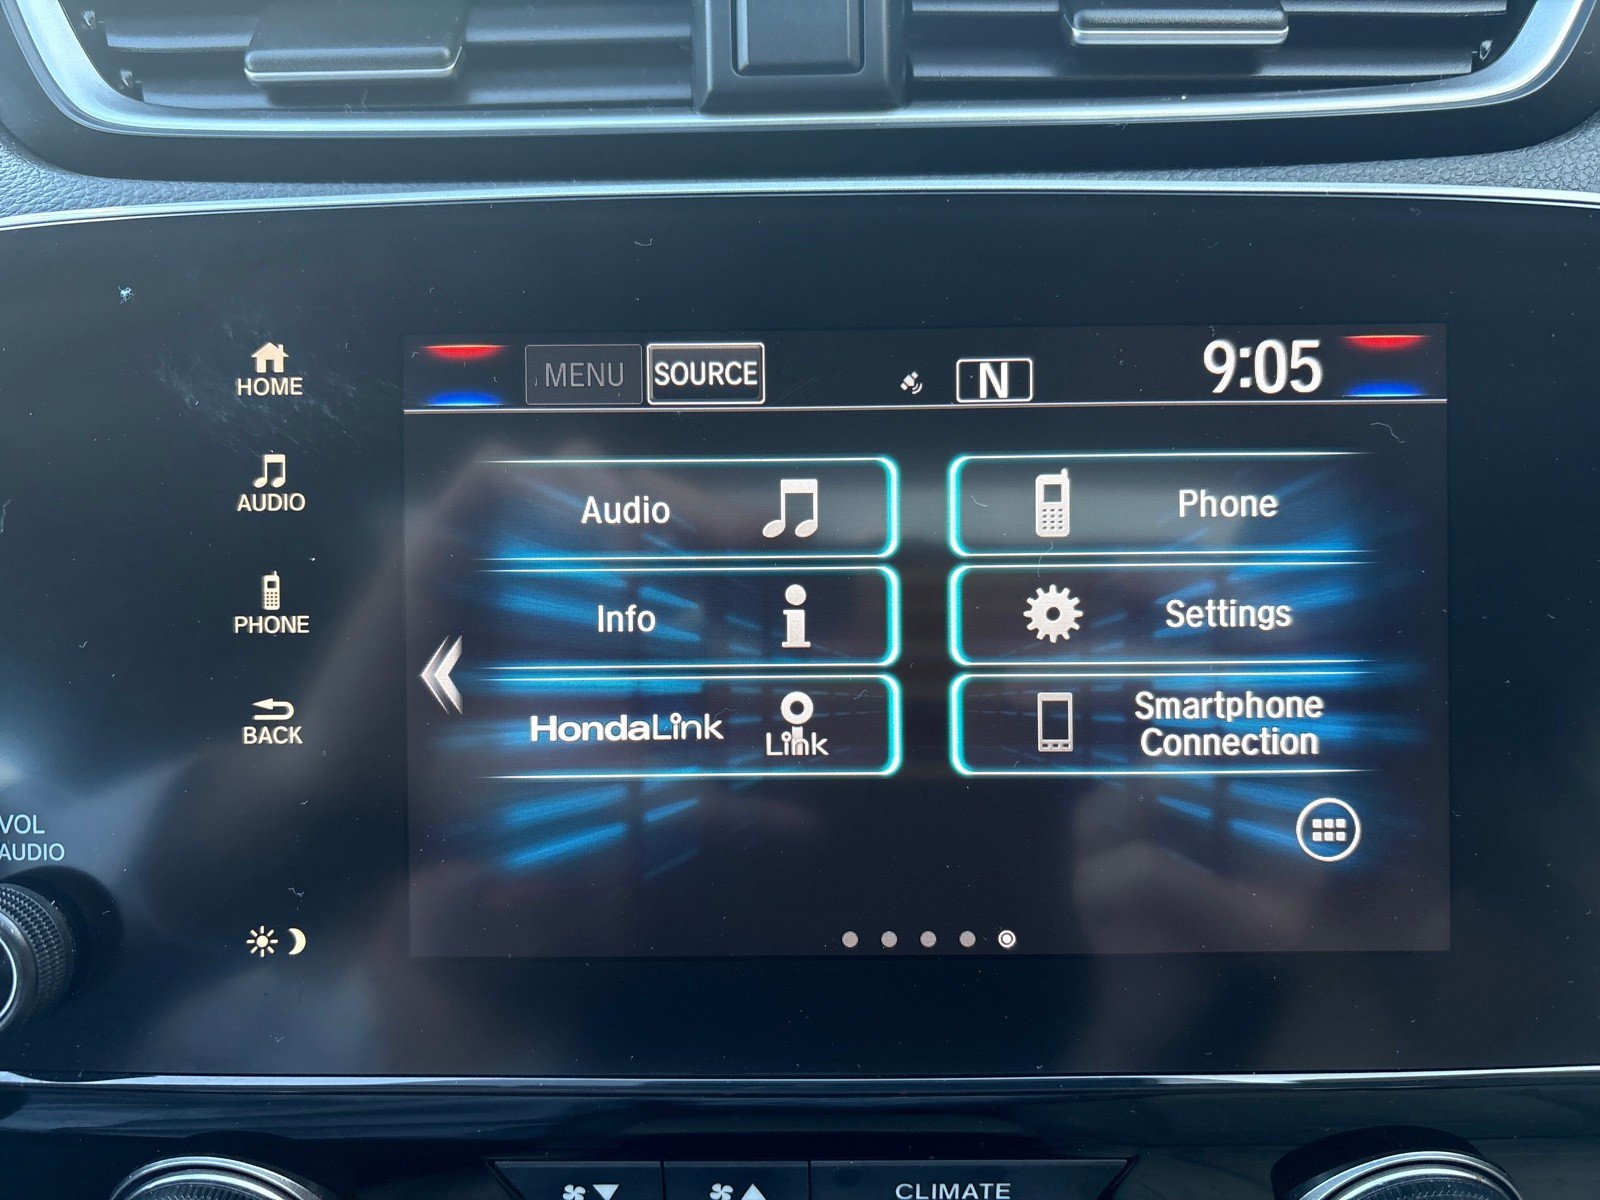 MENU SOURCE N 9:05
HOME
AUDIO
PHONE
BACK
VOL
AUDIO
Audio
Phone
Info
Settings
HondaLink
Link
Smartphone
Connection
CLIMATE